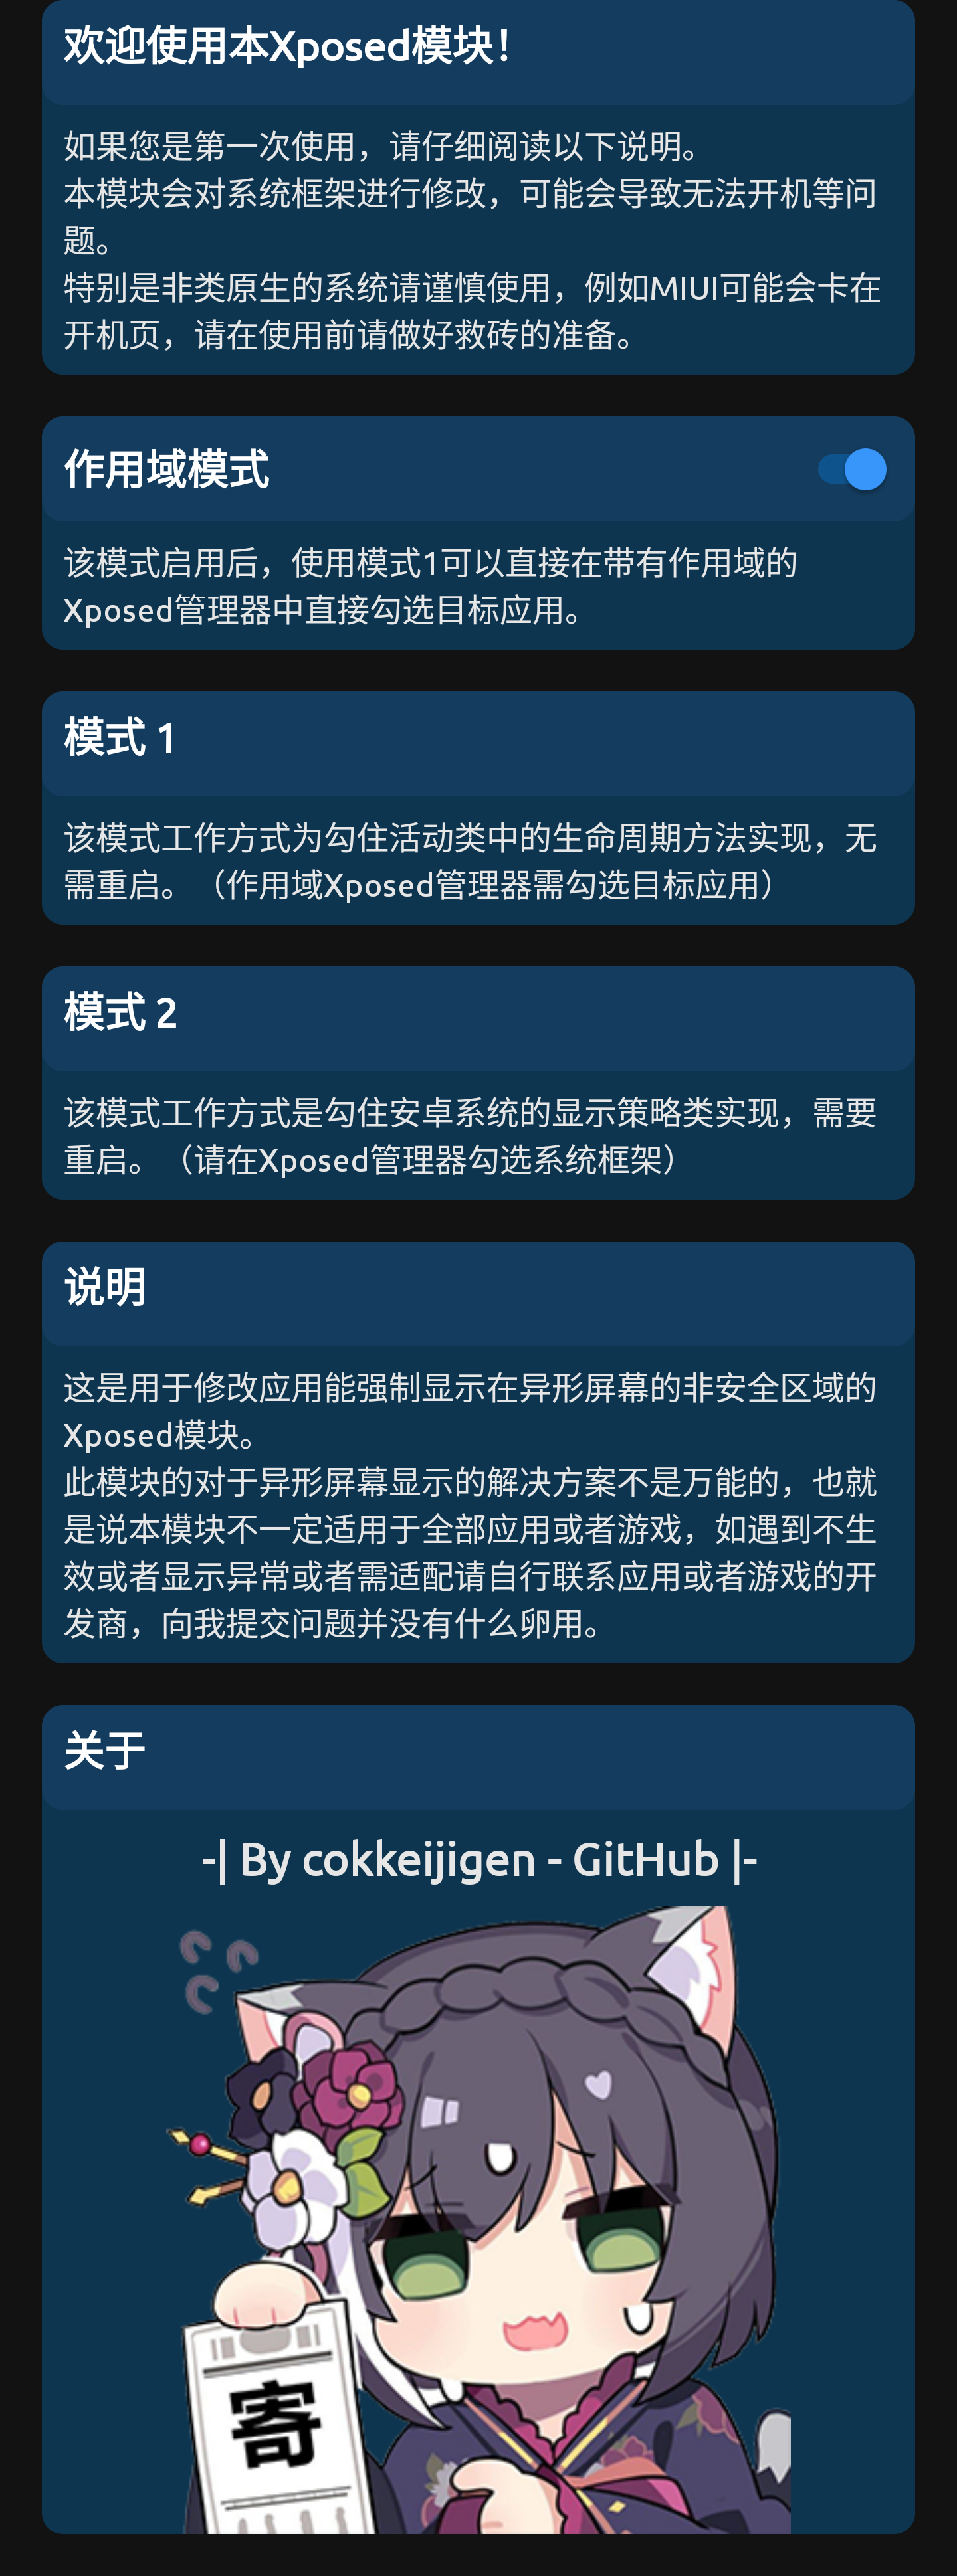 欢迎使用本Xposed模块！
如果您是第一次使用，请仔细阅读以下说明。
本模块会对系统框架进行修改，可能会导致无法开机等问
题。
特别是非类原生的系统请谨慎使用，例如MIUI可能会卡在
开机页，请在使用前请做好救砖的准备。
作用域模式
该模式启用后，使用模式1可以直接在带有作用域的
Xposed管理器中直接勾选目标应用。
模式 1
该模式工作方式为勾住活动类中的生命周期方法实现，无
需重启。（作用域Xposed管理器需勾选目标应用）
模式 2
该模式工作方式是勾住安卓系统的显示策略类实现，需要
重启。（请在Xposed管理器勾选系统框架）
说明
这是用于修改应用能强制显示在异形屏幕的非安全区域的
Xposed模块。
此模块的对于异形屏幕显示的解决方案不是万能的，也就
是说本模块不一定适用于全部应用或者游戏，如遇到不生
效或者显示异常或者需适配请自行联系应用或者游戏的开
发商，向我提交问题并没有什么卵用。
关于
-| By cokkeijigen - GitHub |-
寄